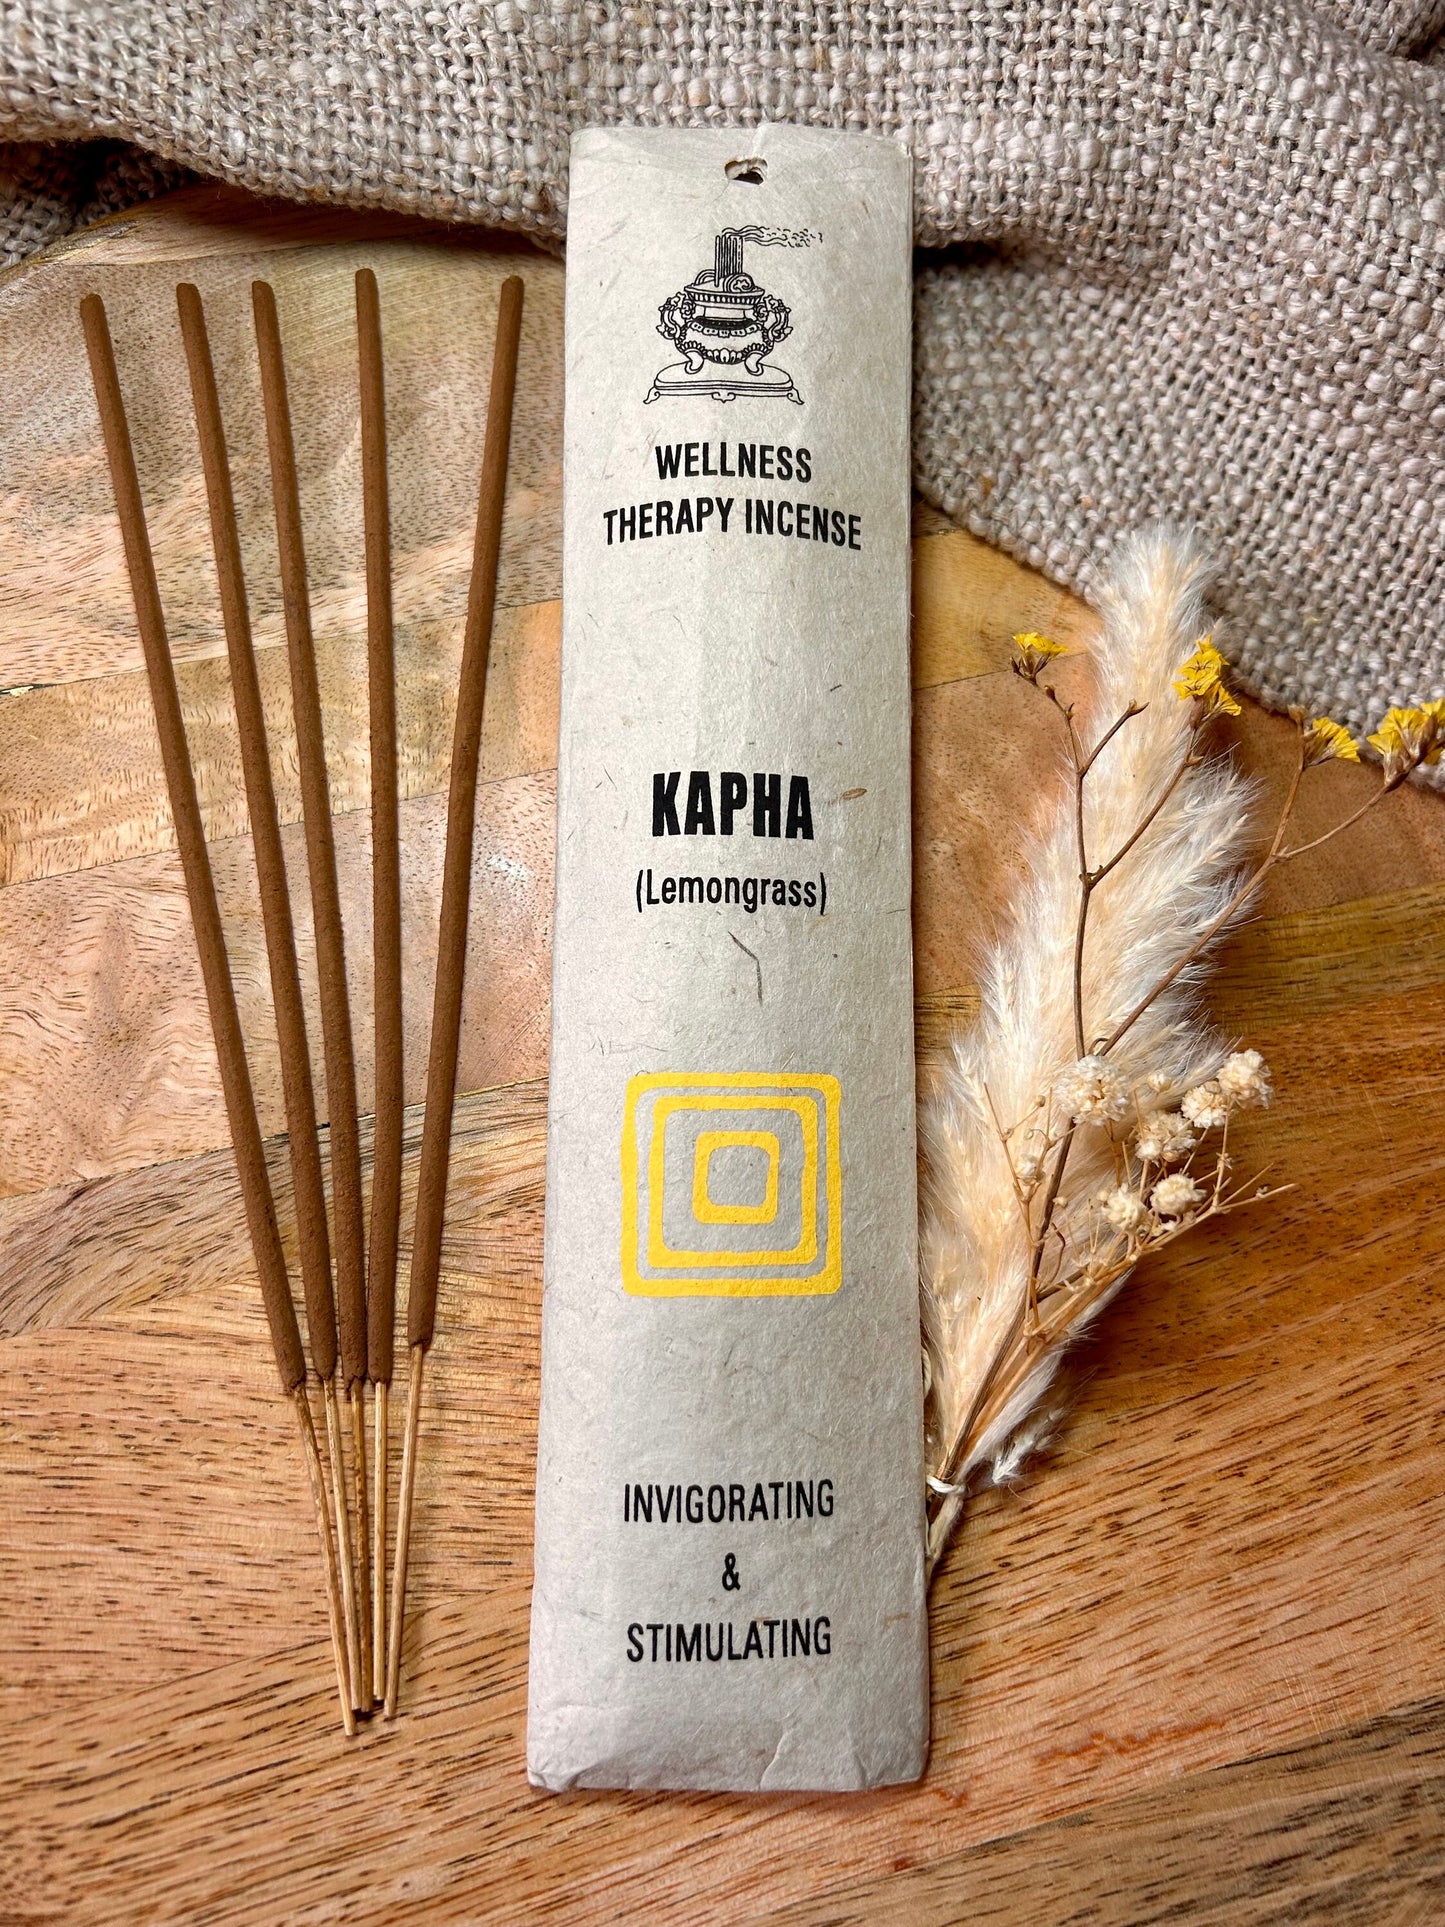 WELLNESS
THERAPY INCENSE
KAPHA
(Lemongrass)
INVIGORATING
&
STIMULATING